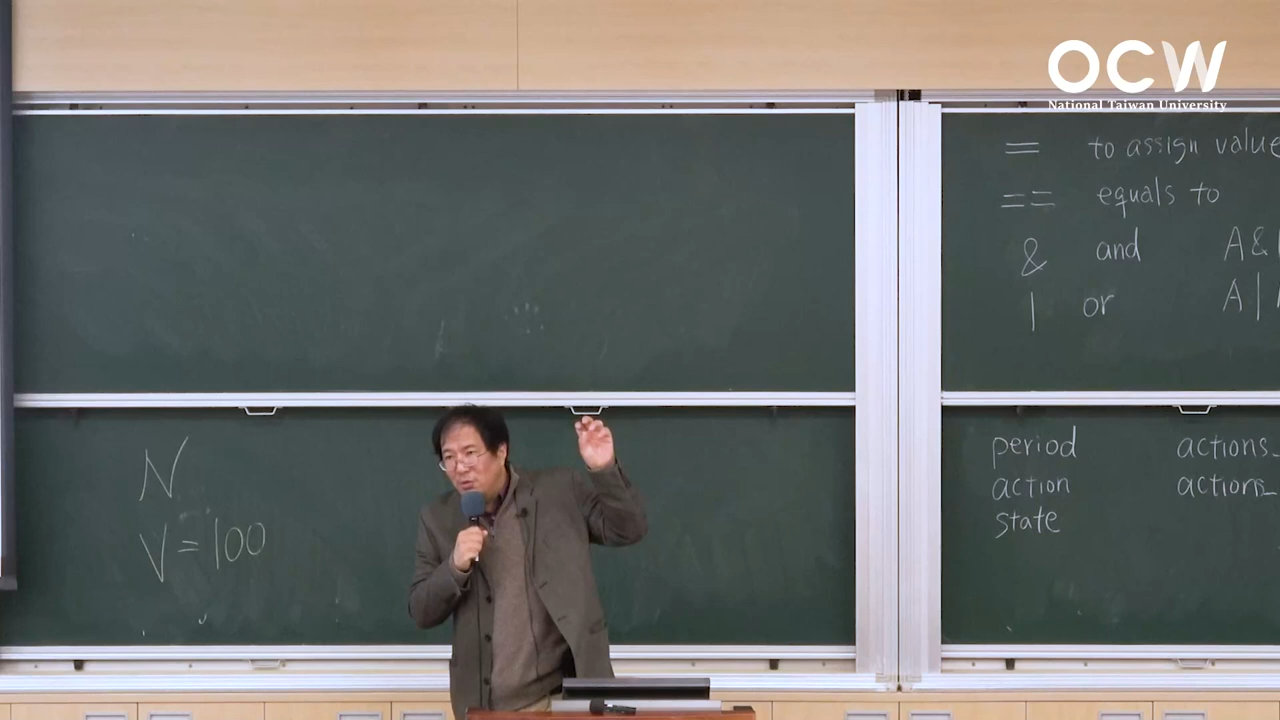 OCW
National Taiwan University
N
V = 100
= to assign value
== equals to
& and A &
| or A |
period actions_
action actions_
state